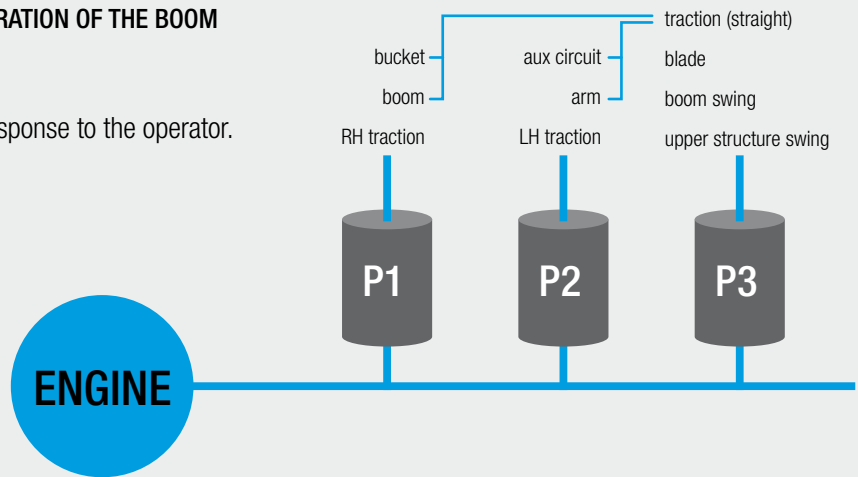 RATION OF THE BOOM
sponse to the operator.
bucket
boom
RH traction
aux circuit
arm
LH traction
traction (straight)
blade
boom swing
upper structure swing
P1
P2
P3
ENGINE